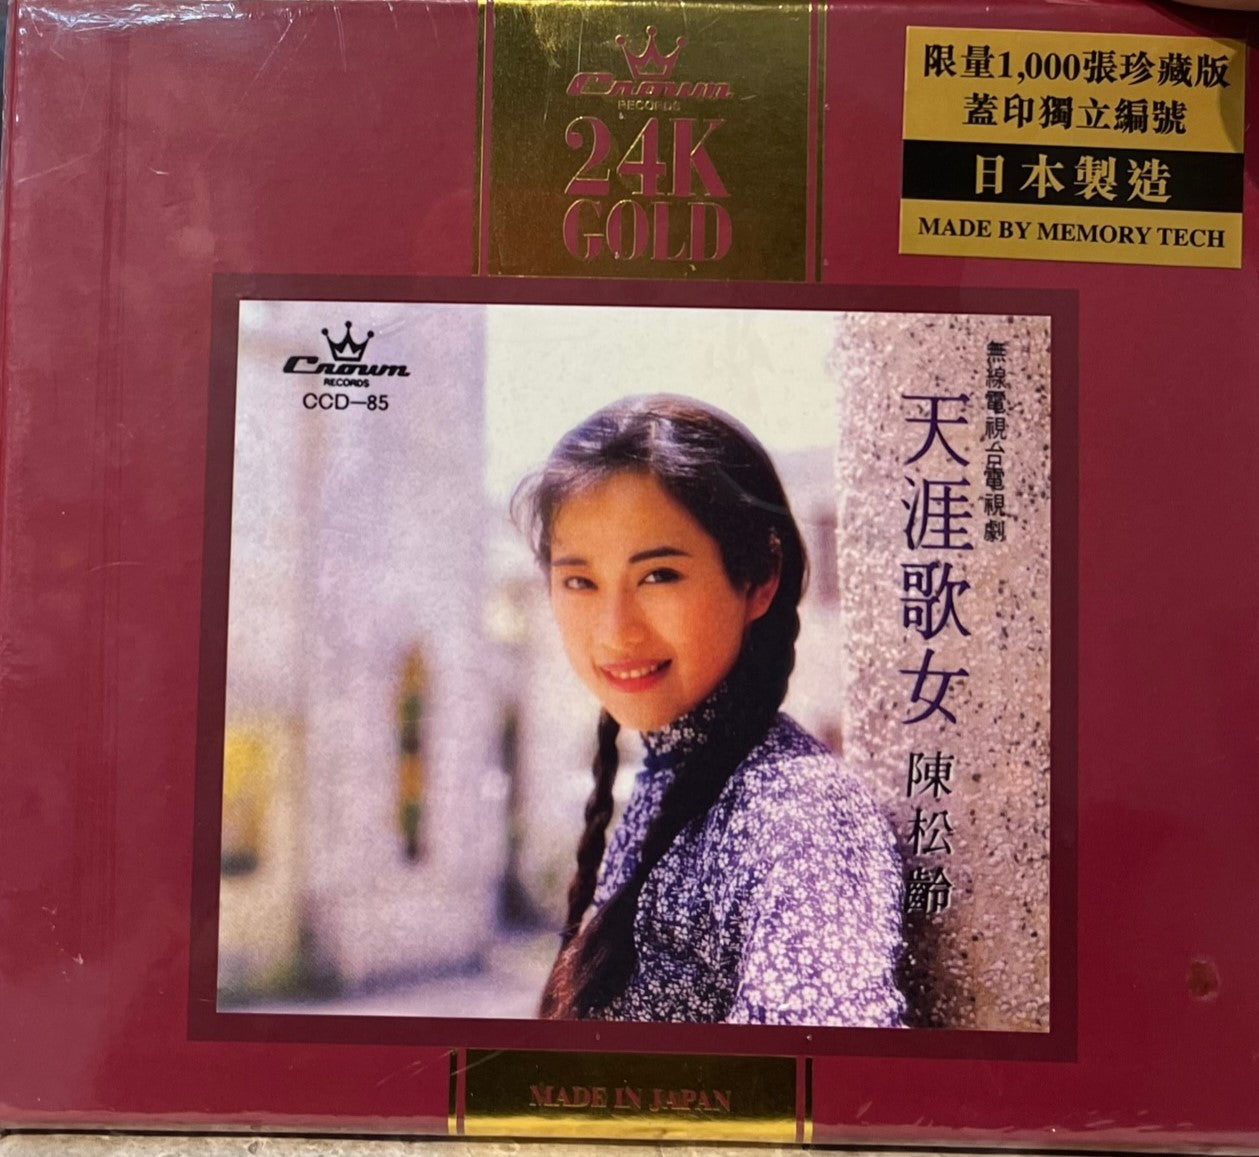 Crown
RECORDS
24K
GOLD
限量1,000張珍藏版
蓋印獨立編號
日本製造
MADE BY MEMORY TECH
Crown
RECORDS
CCD-85
無線電視台電視劇
天涯歌女
陳松齡
MADE IN JAPAN